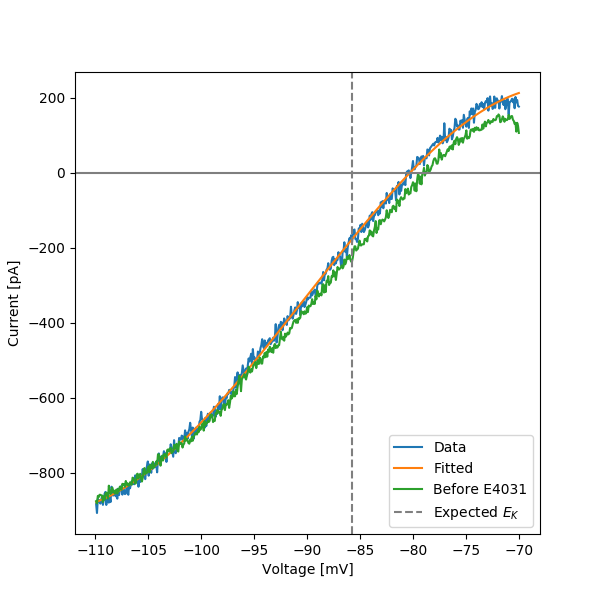 200
0
−200
−400
−600
−800
Current [pA]
−110 −105 −100 −95 −90 −85 −80 −75 −70
Voltage [mV]
Data
Fitted
Before E4031
Expected E_K